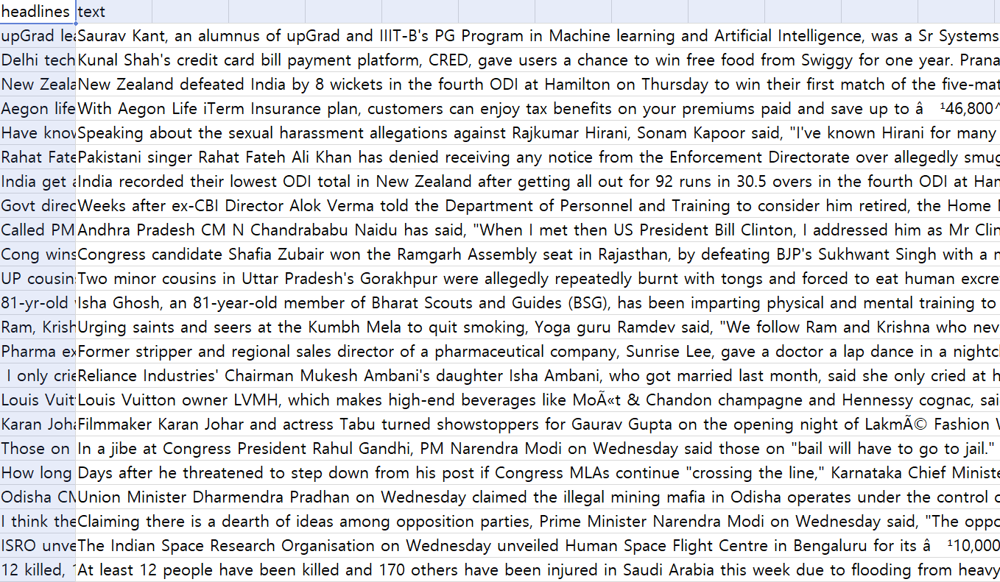 headlines text
upGrad lea Saurav Kant, an alumnus of upGrad and IIIT-B's PG Program in Machine learning and Artificial Intelligence, was a Sr Systems
Delhi tech Kunal Shah's credit card bill payment platform, CRED, gave users a chance to win free food from Swiggy for one year. Prana
New Zeala New Zealand defeated India by 8 wickets in the fourth ODI at Hamilton on Thursday to win their first match of the five-mat
Aegon life With Aegon Life iTerm Insurance plan, customers can enjoy tax benefits on your premiums paid and save up to â ¹46,800^
Have know Speaking about the sexual harassment allegations against Rajkumar Hirani, Sonam Kapoor said, "I've known Hirani for many
Rahat Fate Pakistani singer Rahat Fateh Ali Khan has denied receiving any notice from the Enforcement Directorate over allegedly smug
India get a India recorded their lowest ODI total in New Zealand after getting all out for 92 runs in 30.5 overs in the fourth ODI at Ham
Govt direc Weeks after ex-CBI Director Alok Verma told the Department of Personnel and Training to consider him retired, the Home
Called PM Andhra Pradesh CM N Chandrababu Naidu has said, "When I met then US President Bill Clinton, I addressed him as Mr Clin
Cong wins Congress candidate Shafia Zubair won the Ramgarh Assembly seat in Rajasthan, by defeating BJP's Sukhwant Singh with a m
UP cousin Two minor cousins in Uttar Pradesh's Gorakhpur were allegedly repeatedly burnt with tongs and forced to eat human excre
81-yr-old Isha Ghosh, an 81-year-old member of Bharat Scouts and Guides (BSG), has been imparting physical and mental training to
Ram, Krish Urging saints and seers at the Kumbh Mela to quit smoking, Yoga guru Ramdev said, "We follow Ram and Krishna who nev
Pharma ex Former stripper and regional sales director of a pharmaceutical company, Sunrise Lee, gave a doctor a lap dance in a nightcl
I only crie Reliance Industries' Chairman Mukesh Ambani's daughter Isha Ambani, who got married last month, said she only cried at h
Louis Vuit Louis Vuitton owner LVMH, which makes high-end beverages like MoÃ«t & Chandon champagne and Hennessy cognac, sai
Karan Joha Filmmaker Karan Johar and actress Tabu turned showstoppers for Gaurav Gupta on the opening night of LakmÃ© Fashion
Those on In a jibe at Congress President Rahul Gandhi, PM Narendra Modi on Wednesday said those on "bail will have to go to jail."
How long Days after he threatened to step down from his post if Congress MLAs continue "crossing the line," Karnataka Chief Ministe
Odisha CM Union Minister Dharmendra Pradhan on Wednesday claimed the illegal mining mafia in Odisha operates under the control o
I think the Claiming there is a dearth of ideas among opposition parties, Prime Minister Narendra Modi on Wednesday said, "The oppo
ISRO unve The Indian Space Research Organisation on Wednesday unveiled Human Space Flight Centre in Bengaluru for its â ¹10,000
12 killed, 1 At least 12 people have been killed and 170 others have been injured in Saudi Arabia this week due to flooding from heavy